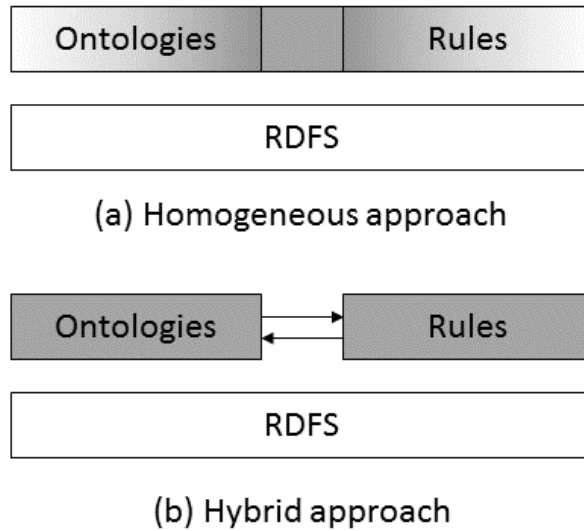 Ontologies Rules
RDFS
(a) Homogeneous approach
Ontologies Rules
RDFS
(b) Hybrid approach